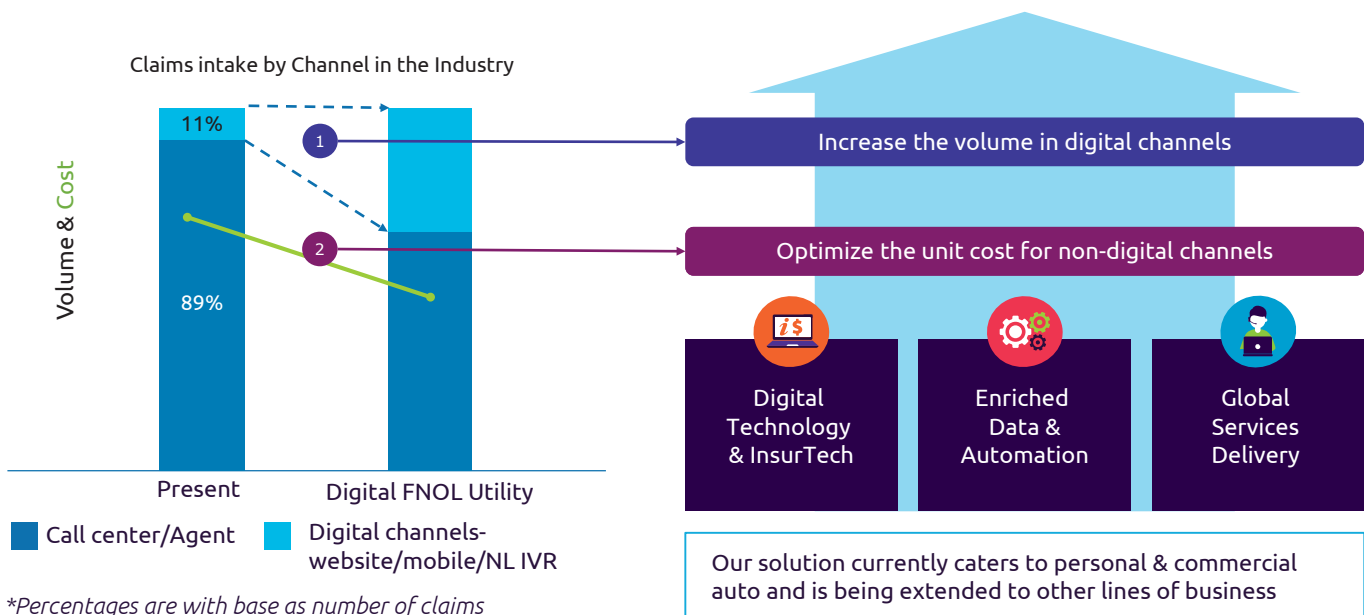 Claims intake by Channel in the Industry
11%
89%
Volume & Cost
1
2
Present
Digital FNOL Utility
Call center/Agent
Digital channels-
website/mobile/NL IVR
*Percentages are with base as number of claims
Increase the volume in digital channels
Optimize the unit cost for non-digital channels
i $
Digital
Technology
& InsurTech
Enriched
Data &
Automation
Global
Services
Delivery
Our solution currently caters to personal & commercial
auto and is being extended to other lines of business